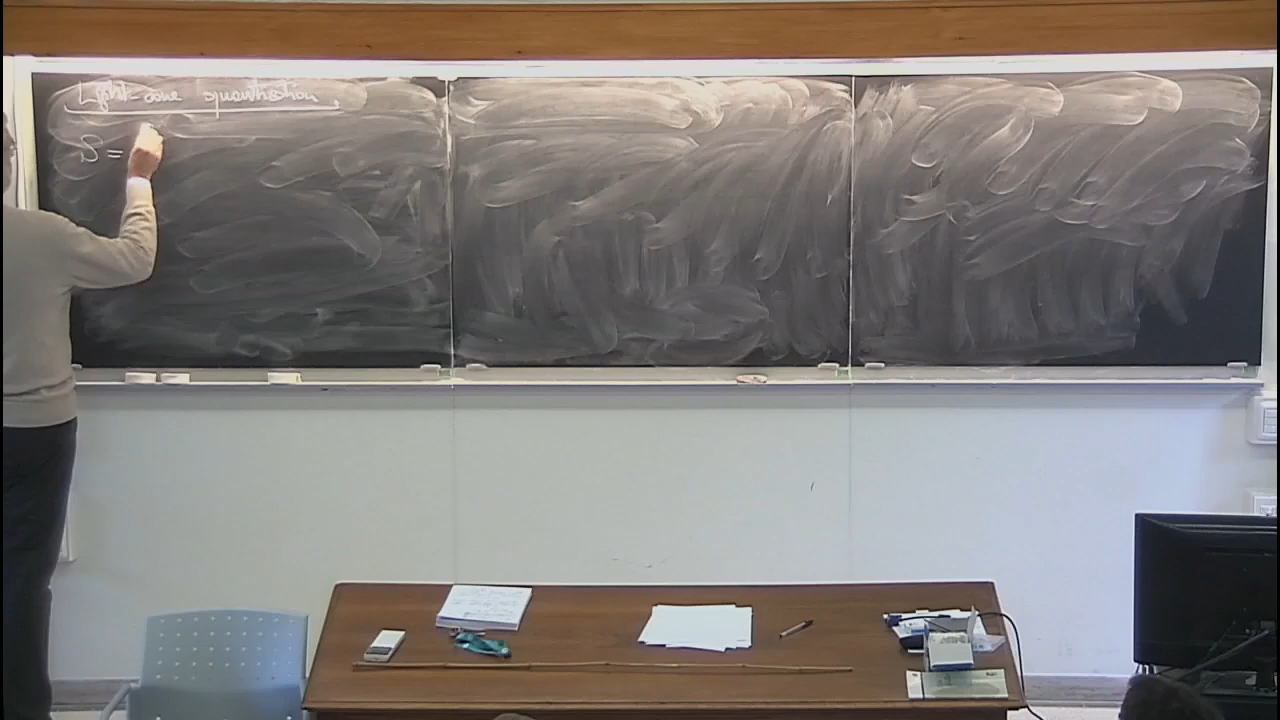 Light-cone quantisation
S =